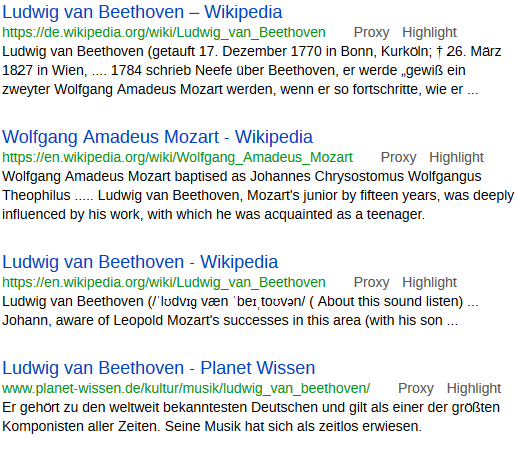 Ludwig van Beethoven – Wikipedia
https://de.wikipedia.org/wiki/Ludwig_van_Beethoven Proxy Highlight
Ludwig van Beethoven (getauft 17. Dezember 1770 in Bonn, Kurköln; † 26. März
1827 in Wien, .... 1784 schrieb Neefe über Beethoven, er werde „gewiß ein
zweyter Wolfgang Amadeus Mozart werden, wenn er so fortschritte, wie er ...
Wolfgang Amadeus Mozart - Wikipedia
https://en.wikipedia.org/wiki/Wolfgang_Amadeus_Mozart Proxy Highlight
Wolfgang Amadeus Mozart baptised as Johannes Chrysostomus Wolfgangus
Theophilus ..... Ludwig van Beethoven, Mozart's junior by fifteen years, was deeply
influenced by his work, with which he was acquainted as a teenager.
Ludwig van Beethoven - Wikipedia
https://en.wikipedia.org/wiki/Ludwig_van_Beethoven Proxy Highlight
Ludwig van Beethoven (/ˈlʊdvɪɡ væn ˈbeɪˌtoʊvən/ ( About this sound listen) ...
Johann, aware of Leopold Mozart's successes in this area (with his son ...
Ludwig van Beethoven - Planet Wissen
www.planet-wissen.de/kultur/musik/ludwig_van_beethoven/ Proxy Highlight
Er gehört zu den weltweit bekanntesten Deutschen und gilt als einer der größten
Komponisten aller Zeiten. Seine Musik hat sich als zeitlos erwiesen.